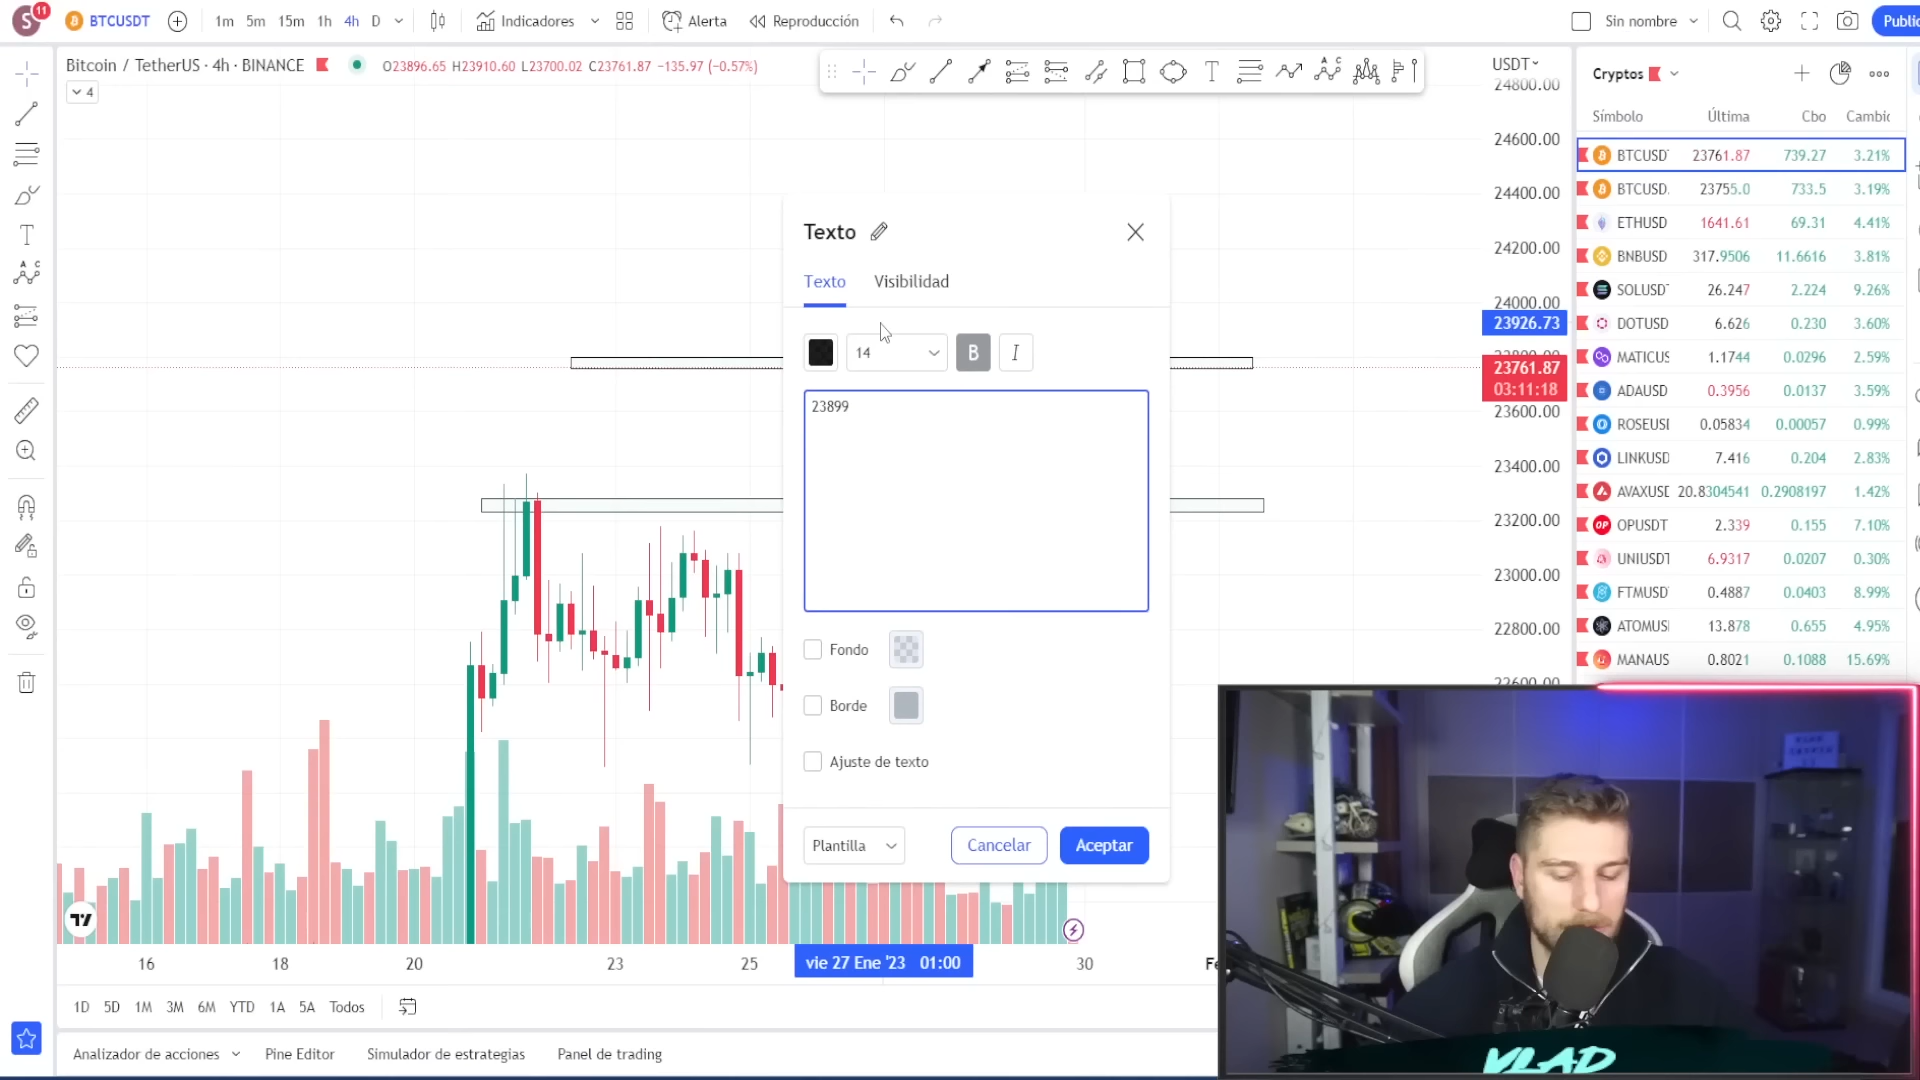 S 11 BTCUSDT 1m 5m 15m 1h 4h D Indicadores Alerta Reproducción Sin nombre Public
Bitcoin / TetherUS · 4h · BINANCE O23896.65 H23910.60 L23700.02 C23761.87 −135.97 (−0.57%)
4
USDT
24800.00
24600.00
24400.00
24200.00
24000.00
23926.73
23761.87
03:11:18
23600.00
23400.00
23200.00
23000.00
22800.00
22600.00
Texto
Texto Visibilidad
14 B I
23899
Fondo
Borde
Ajuste de texto
Plantilla Cancelar Aceptar
Cryptos
Símbolo Última Cbo Cambic
BTCUSDT 23761.87 739.27 3.21%
BTCUSD. 23755.0 733.5 3.19%
ETHUSD 1641.61 69.31 4.41%
BNBUSD 317.9506 11.6616 3.81%
SOLUSDT 26.247 2.224 9.26%
DOTUSD 6.626 0.230 3.60%
MATICUS 1.1744 0.0296 2.59%
ADAUSD 0.3956 0.0137 3.59%
ROSEUSI 0.05834 0.00057 0.99%
LINKUSD 7.416 0.204 2.83%
AVAXUSE 20.8304541 0.2908197 1.42%
OPUSDT 2.339 0.155 7.10%
UNIUSDT 6.9317 0.0207 0.30%
FTMUSD 0.4887 0.0403 8.99%
ATOMUS 13.878 0.655 4.95%
MANAUS 0.8021 0.1088 15.69%
16 18 20 23 25 vie 27 Ene '23 01:00 30 Fe
1D 5D 1M 3M 6M YTD 1A 5A Todos
Analizador de acciones Pine Editor Simulador de estrategias Panel de trading
VLAD